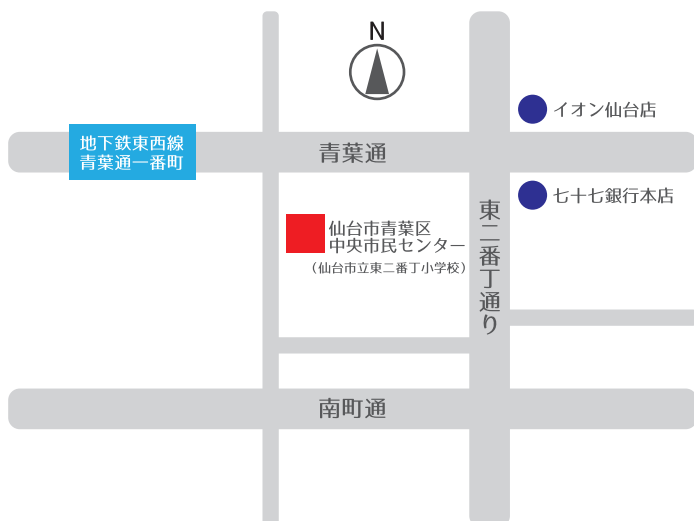 N
イオン仙台店
地下鉄東西線
青葉通一番町
青葉通
七十七銀行本店
仙台市青葉区
中央市民センター
（仙台市立東二番丁小学校）
東二番丁通り
南町通